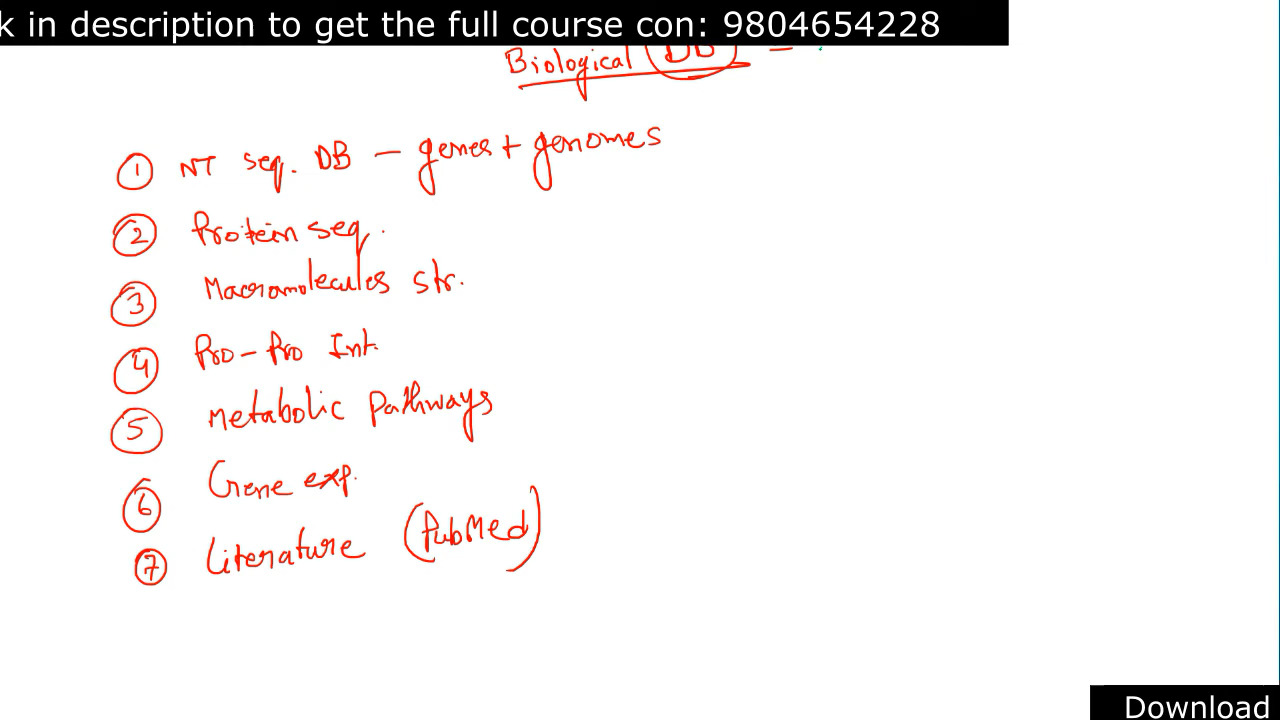 k in description to get the full course con: 9804654228
Biological DB –
1 NT seq. DB – genes + genomes
2 Protein seq.
3 Macromolecules str.
4 Pro - Pro Int.
5 Metabolic Pathways
6 Gene exp.
7 Literature (PubMed)
Download